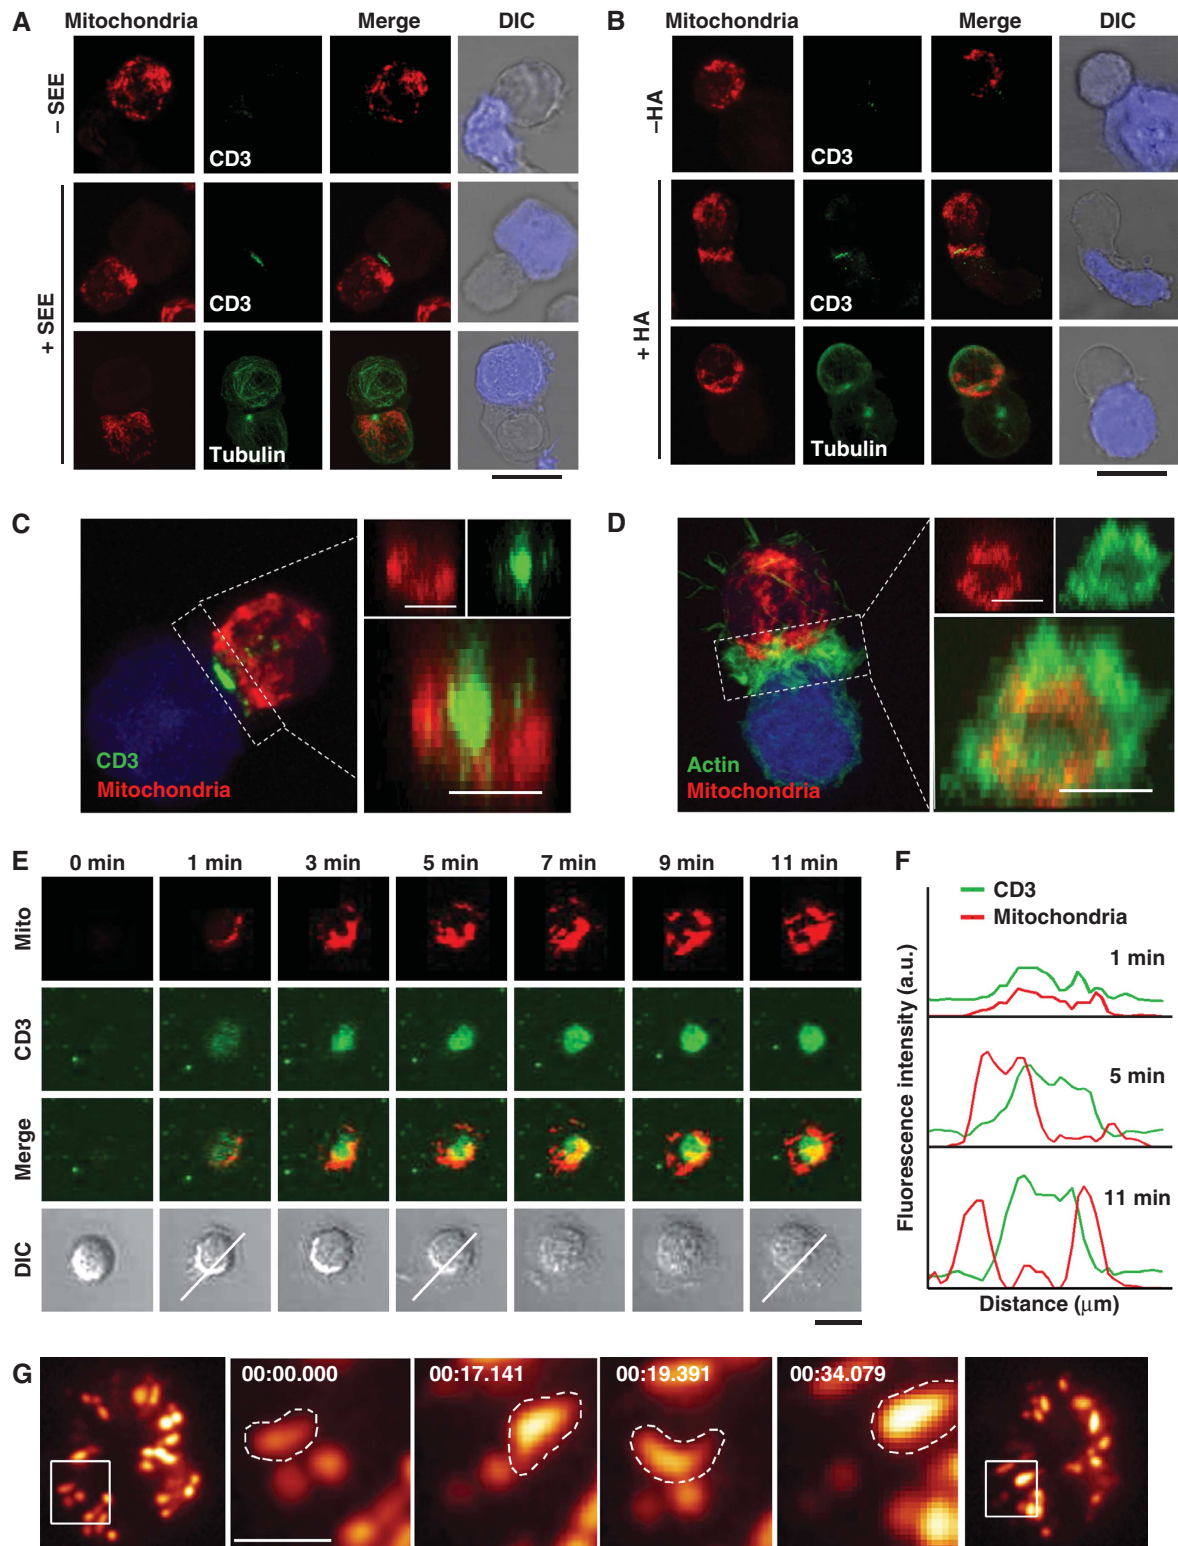 A
Mitochondria
Merge
DIC
– SEE
CD3
+ SEE
CD3
Tubulin
B
Mitochondria
Merge
DIC
–HA
CD3
+ HA
CD3
Tubulin
C
CD3
Mitochondria
D
Actin
Mitochondria
E
0 min 1 min 3 min 5 min 7 min 9 min 11 min
Mito
CD3
Merge
DIC
F
CD3
Mitochondria
Fluorescence intensity (a.u.)
1 min
5 min
11 min
Distance (μm)
G
00:00.000 00:17.141 00:19.391 00:34.079